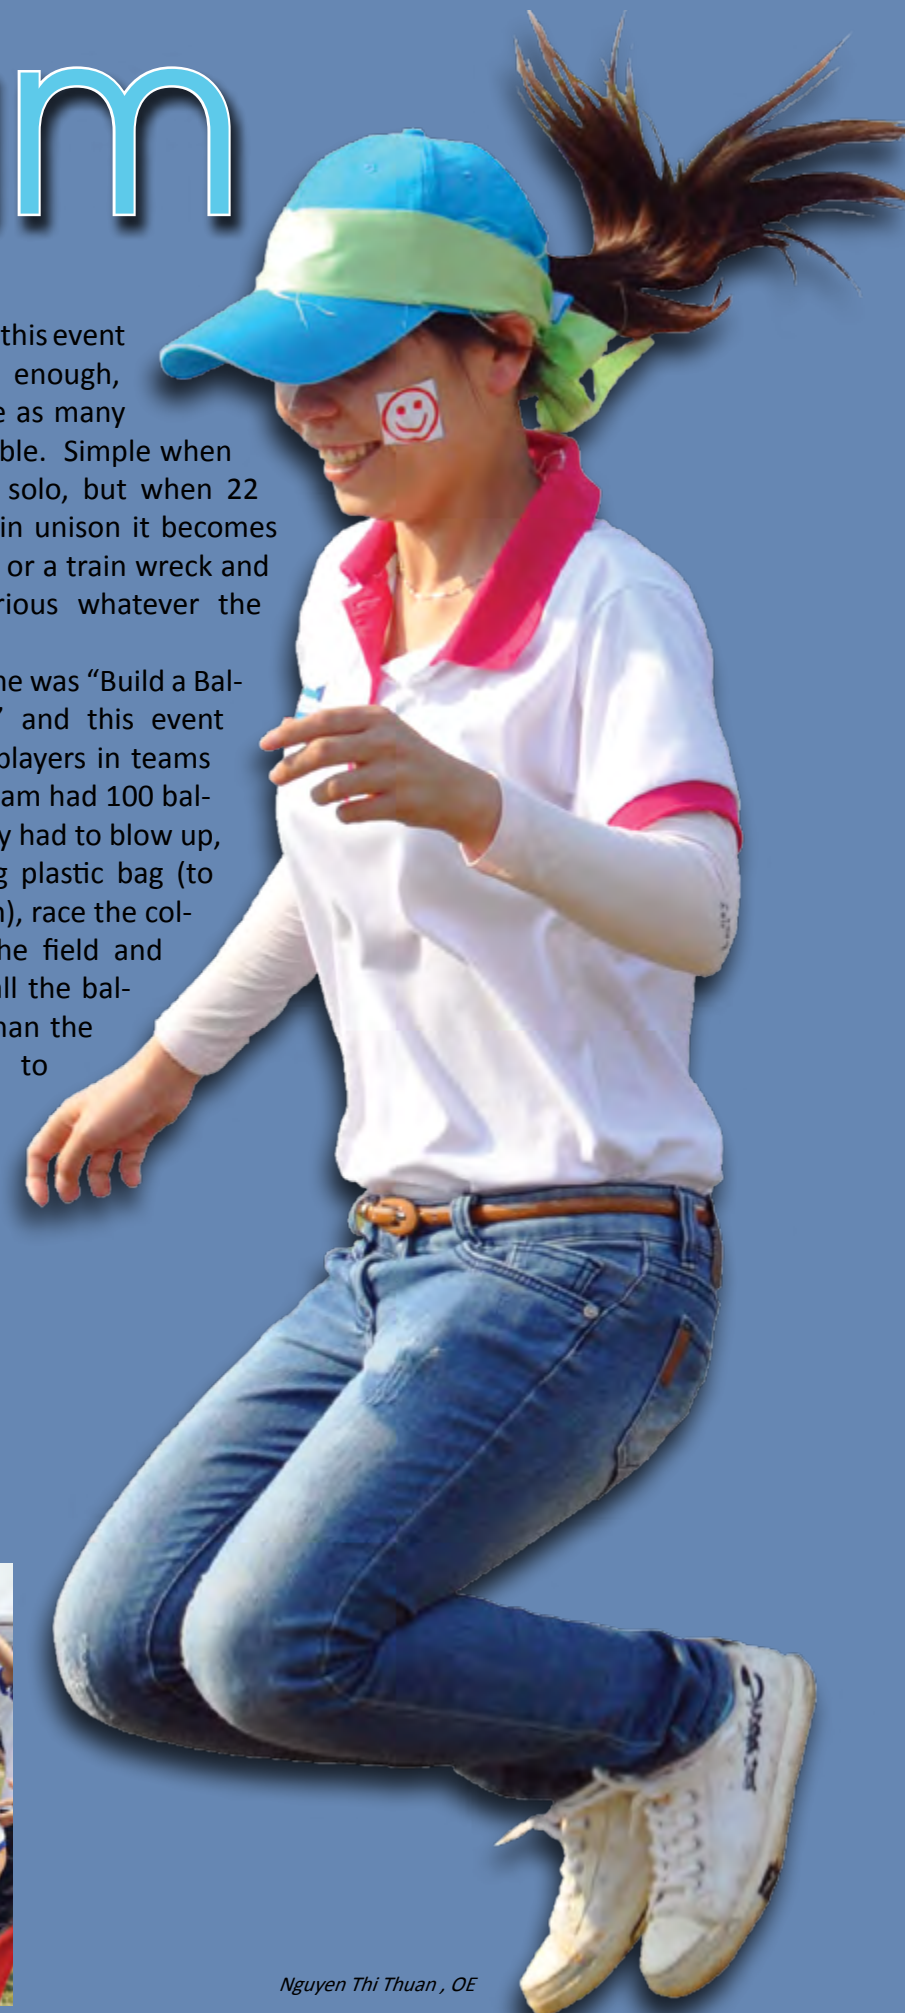 am
this event
enough,
e as many
ble. Simple when
solo, but when 22
in unison it becomes
or a train wreck and
rious whatever the
ne was “Build a Bal-
” and this event
players in teams
am had 100 bal-
y had to blow up,
g plastic bag (to
n), race the col-
he field and
all the bal-
han the
to
Nguyen Thi Thuan , OE